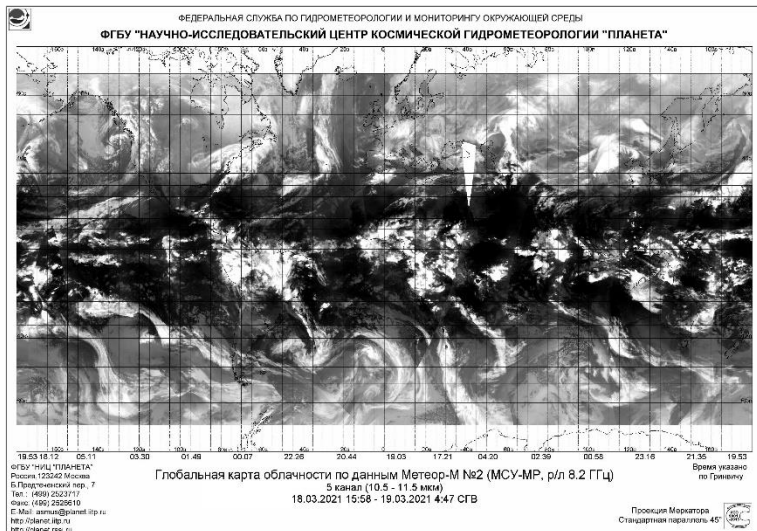 ФЕДЕРАЛЬНАЯ СЛУЖБА ПО ГИДРОМЕТЕОРОЛОГИИ И МОНИТОРИНГУ ОКРУЖАЮЩЕЙ СРЕДЫ
ФГБУ "НАУЧНО-ИССЛЕДОВАТЕЛЬСКИЙ ЦЕНТР КОСМИЧЕСКОЙ ГИДРОМЕТЕОРОЛОГИИ "ПЛАНЕТА"
19.53 18.12 05.11 03.30 01.49 00.07 22.26 20.44 19.03 17.21 04.20 02.39 00.58 23.16 21.35 19.53
ФГБУ "НИЦ "ПЛАНЕТА"
Россия, 123242 Москва
Б.Предтеченский пер., 7
Тел.: (499) 2523717
Факс: (499) 2526610
E-Mail: asmus@planet.iitp.ru
http://planet.iitp.ru
http://planet.rssi.ru
Глобальная карта облачности по данным Метеор-М №2 (МСУ-МР, р/л 8.2 ГГц)
5 канал (10.5 - 11.5 мкм)
18.03.2021 15:58 - 19.03.2021 4:47 СГВ
Время указано
по Гринвичу
Проекция Меркатора
Стандартная параллель 45°